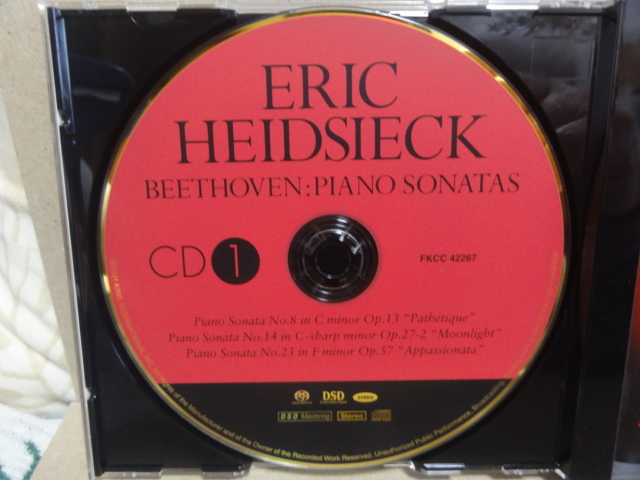 ERIC
HEIDSIECK
BEETHOVEN:PIANO SONATAS
CD 1
FKCC 42267
Piano Sonata No.8 in C minor Op.13 "Pathétique"
Piano Sonata No.14 in C-sharp minor Op.27-2 "Moonlight"
Piano Sonata No.23 in F minor Op.57 "Appassionata"
DSD
DSD Mastering
Stereo
of the Manufacturer and of the Owner of the Recorded Work Reserved. Unauthorized Public Performance, Broadcasting